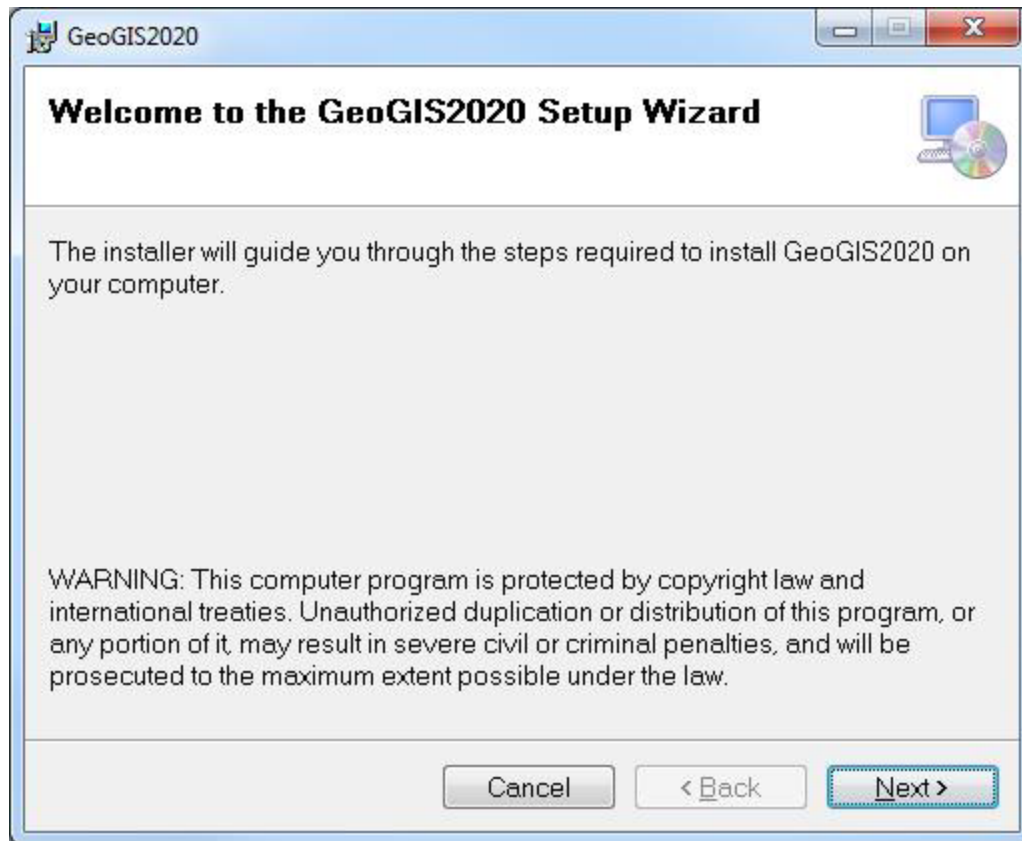 GeoGIS2020
Welcome to the GeoGIS2020 Setup Wizard
The installer will guide you through the steps required to install GeoGIS2020 on
your computer.
WARNING: This computer program is protected by copyright law and
international treaties. Unauthorized duplication or distribution of this program, or
any portion of it, may result in severe civil or criminal penalties, and will be
prosecuted to the maximum extent possible under the law.
Cancel < Back Next >